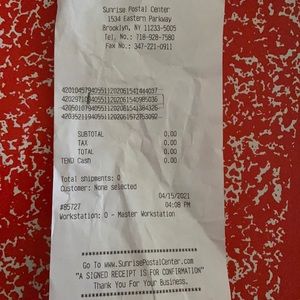 Sunrise Postal Center
1534 Eastern Parkway
Brooklyn, NY 11233-5005
Tel. No.: 718-928-7580
Fax No.: 347-221-0911
SUBTOTAL 0.00
TAX 0.00
TOTAL 0.00
TEND Cash 0.00
Total shipments: 0
Customer: None selected
04/15/2021
#85727 04:08 PM
Workstation: 0 - Master Workstation
Go To www.SunrisePostalCenter.com
"A SIGNED RECEIPT IS FOR CONFIRMATION"
Thank You For Your Business.